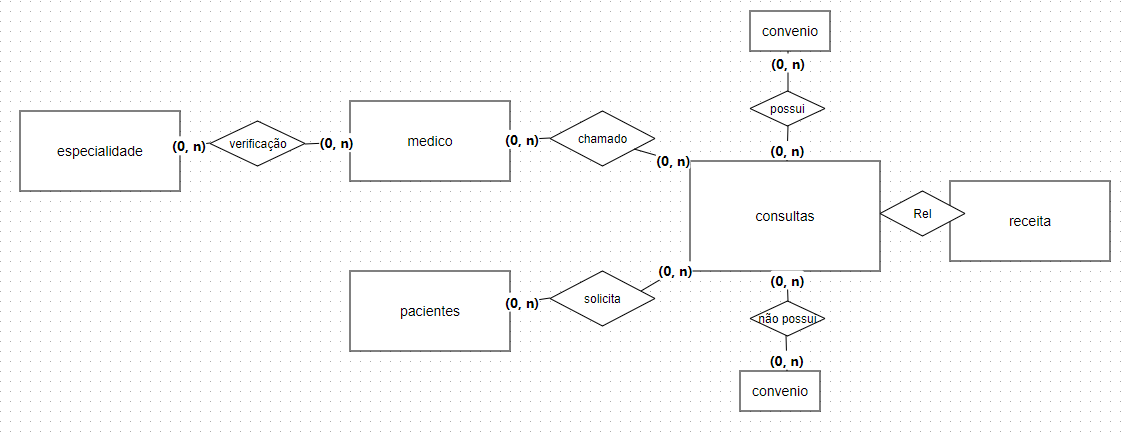 convenio
(0, n)
possui
(0, n)
especialidade
(0, n)
verificação
(0, n)
medico
(0, n)
chamado
(0, n)
consultas
Rel
receita
pacientes
(0, n)
solicita
(0, n)
(0, n)
não possui
(0, n)
convenio